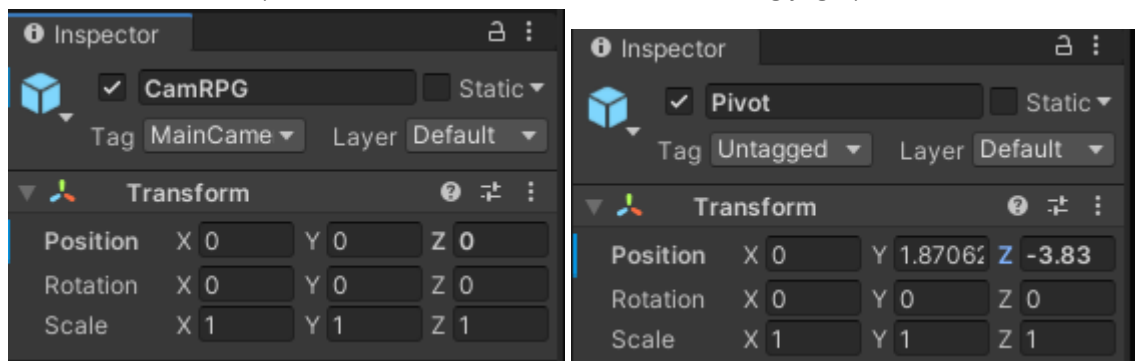 Inspector
CamRPG Static
Tag MainCame Layer Default
Transform
Position X 0 Y 0 Z 0
Rotation X 0 Y 0 Z 0
Scale X 1 Y 1 Z 1
Inspector
Pivot Static
Tag Untagged Layer Default
Transform
Position X 0 Y 1.87062 Z -3.83
Rotation X 0 Y 0 Z 0
Scale X 1 Y 1 Z 1